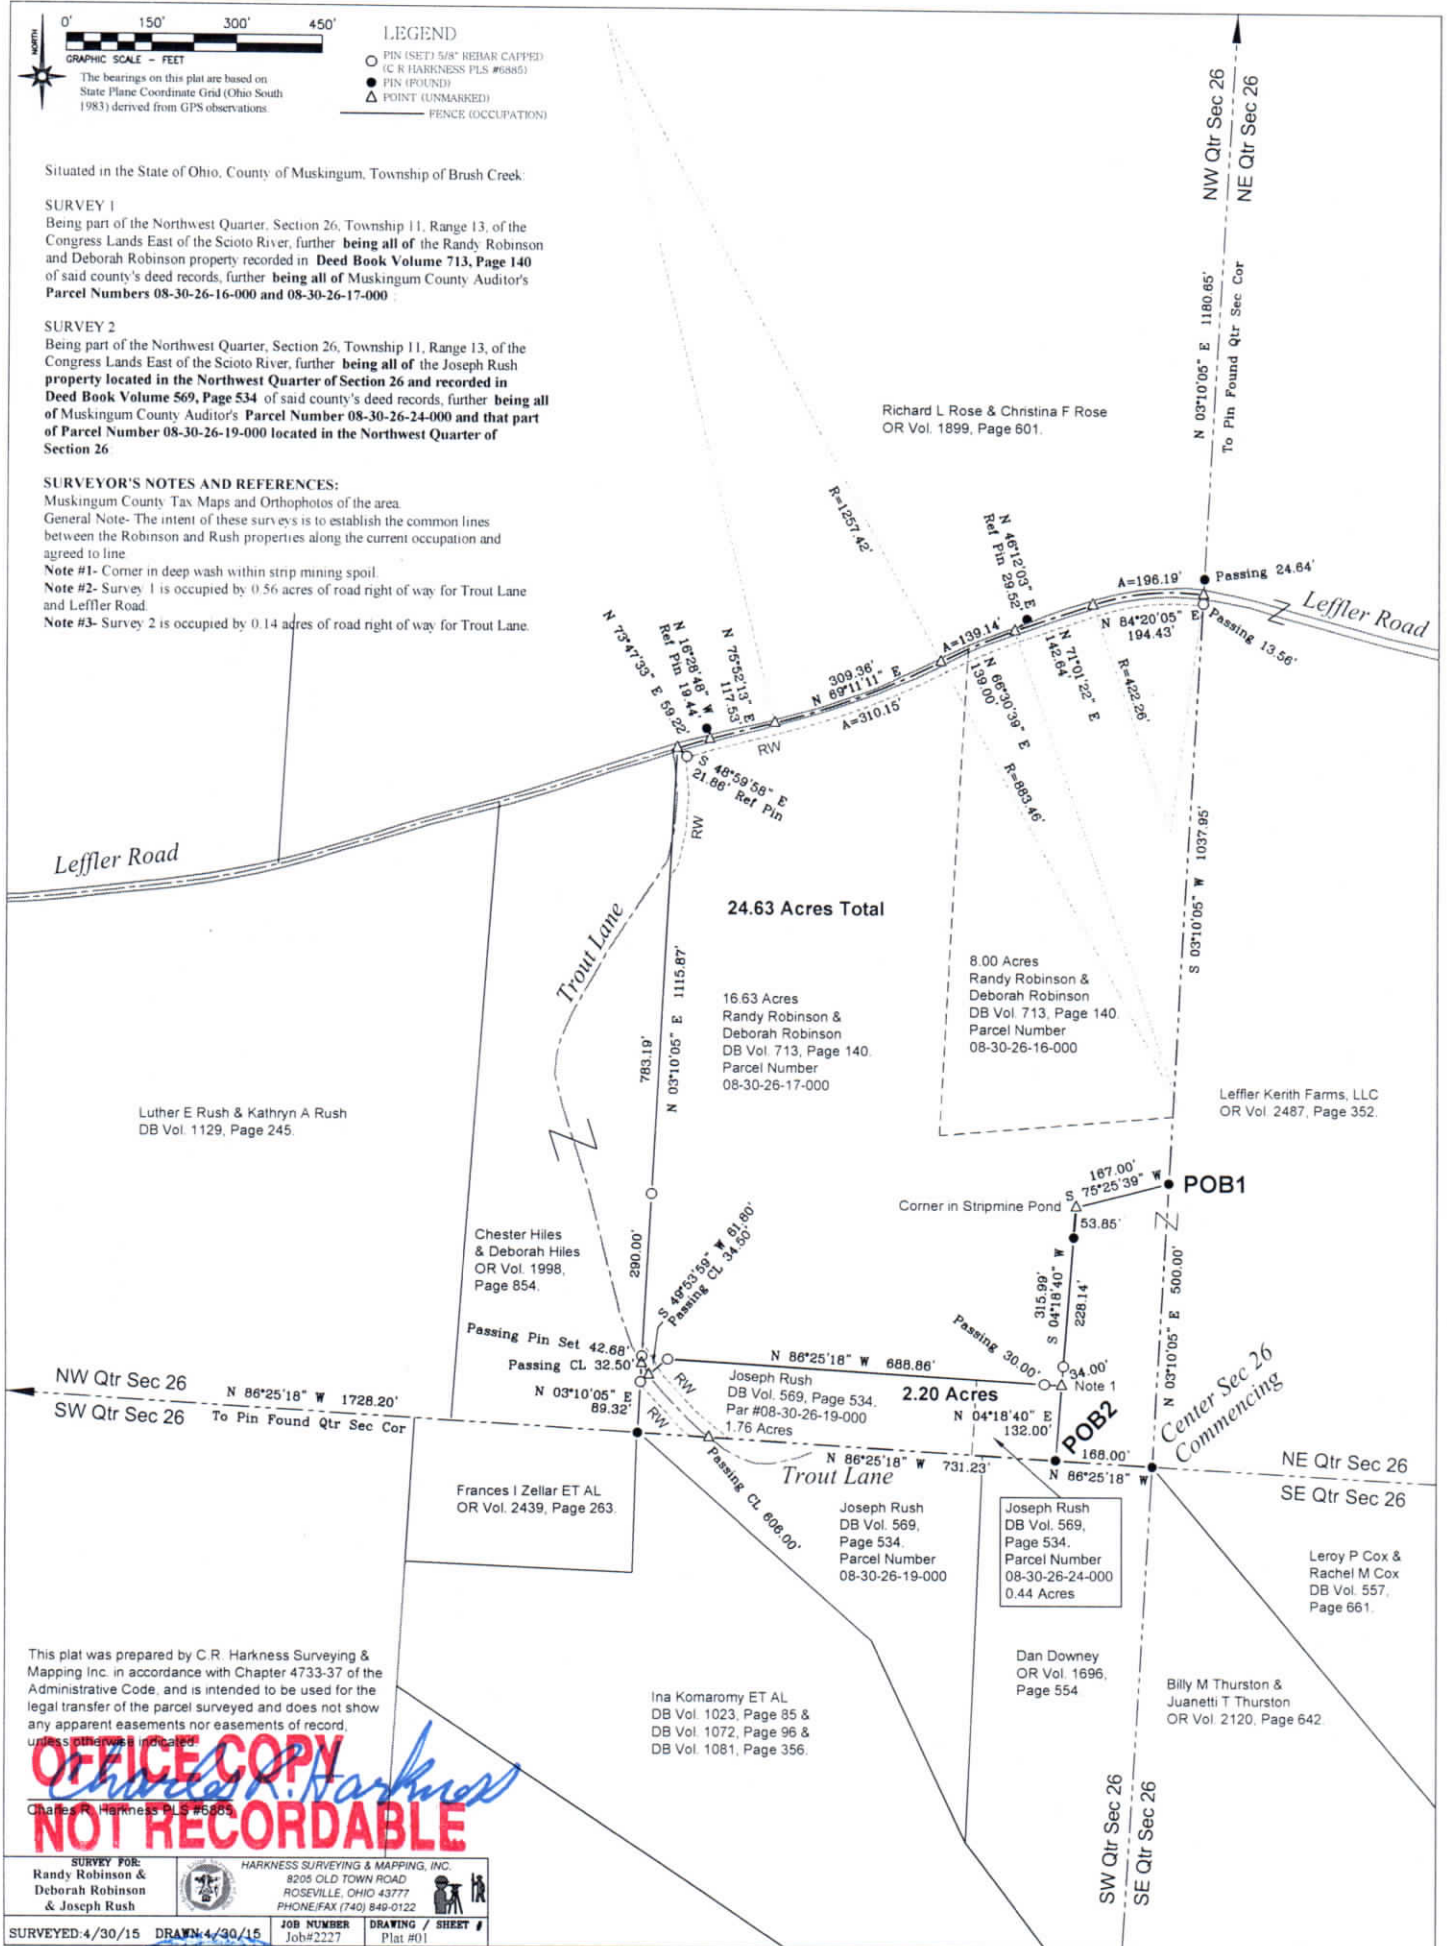 0' 150' 300' 450'
NORTH
GRAPHIC SCALE - FEET
The bearings on this plat are based on
State Plane Coordinate Grid (Ohio South
1983) derived from GPS observations.
LEGEND
PIN (SET) 5/8" REBAR CAPPED
(C R HARKNESS PLS #6885)
PIN (FOUND)
POINT (UNMARKED)
FENCE (OCCUPATION)
Situated in the State of Ohio, County of Muskingum, Township of Brush Creek
SURVEY 1
Being part of the Northwest Quarter, Section 26, Township 11, Range 13, of the
Congress Lands East of the Scioto River, further being all of the Randy Robinson
and Deborah Robinson property recorded in Deed Book Volume 713, Page 140
of said county's deed records, further being all of Muskingum County Auditor's
Parcel Numbers 08-30-26-16-000 and 08-30-26-17-000
SURVEY 2
Being part of the Northwest Quarter, Section 26, Township 11, Range 13, of the
Congress Lands East of the Scioto River, further being all of the Joseph Rush
property located in the Northwest Quarter of Section 26 and recorded in
Deed Book Volume 569, Page 534 of said county's deed records, further being all
of Muskingum County Auditor's Parcel Number 08-30-26-24-000 and that part
of Parcel Number 08-30-26-19-000 located in the Northwest Quarter of
Section 26
SURVEYOR'S NOTES AND REFERENCES:
Muskingum County Tax Maps and Orthophotos of the area.
General Note- The intent of these surveys is to establish the common lines
between the Robinson and Rush properties along the current occupation and
agreed to line
Note #1- Corner in deep wash within strip mining spoil.
Note #2- Survey 1 is occupied by 0.56 acres of road right of way for Trout Lane
and Leffler Road.
Note #3- Survey 2 is occupied by 0.14 acres of road right of way for Trout Lane.
NW Qtr Sec 26
NE Qtr Sec 26
N 03°10'05" E 1180.65'
To Pin Found Qtr Sec Cor
Richard L Rose & Christina F Rose
OR Vol. 1899, Page 601.
R=1257.42'
N 46°12'03" E
Ref Pin 29.52'
A=196.19'
Passing 24.64'
Leffler Road
N 84°20'05" E
194.43'
Passing 13.56'
A=139.14'
N 71°01'22" E
142.64'
R=422.26'
N 66°30'39" E
139.00'
R=883.46'
309.36'
N 69°11'11" E
A=310.15'
N 75°52'13" E
117.53'
N 16°28'48" W
Ref Pin 19.44'
N 73°47'33" E 59.22'
RW
S 48°59'58" E
21.86' Ref Pin
RW
Leffler Road
Trout Lane
24.63 Acres Total
S 03°10'05" W 1037.95'
N 03°10'05" E 1115.87'
783.19'
16.63 Acres
Randy Robinson &
Deborah Robinson
DB Vol. 713, Page 140.
Parcel Number
08-30-26-17-000
8.00 Acres
Randy Robinson &
Deborah Robinson
DB Vol. 713, Page 140.
Parcel Number
08-30-26-16-000
Leffler Kerith Farms, LLC
OR Vol. 2487, Page 352.
Luther E Rush & Kathryn A Rush
DB Vol. 1129, Page 245.
167.00'
S 75°25'39" W
POB1
Corner in Stripmine Pond
53.85'
315.99'
S 04°18'40" W
228.14'
N 03°10'05" E 500.00'
Chester Hiles
& Deborah Hiles
OR Vol. 1998,
Page 854.
290.00'
S 49°53'59" W 61.80'
Passing CL 34.50'
Passing Pin Set 42.68'
Passing CL 32.50'
N 03°10'05" E
89.32'
RW
RW
N 86°25'18" W 688.86'
Passing 30.00'
34.00'
Note 1
Joseph Rush
DB Vol. 569, Page 534.
Par #08-30-26-19-000
1.76 Acres
2.20 Acres
N 04°18'40" E
132.00'
POB2
Center Sec 26
Commencing
NW Qtr Sec 26
SW Qtr Sec 26
N 86°25'18" W 1728.20'
To Pin Found Qtr Sec Cor
168.00'
N 86°25'18" W
N 86°25'18" W 731.23'
Trout Lane
Passing CL 606.00'
NE Qtr Sec 26
SE Qtr Sec 26
Frances I Zellar ET AL
OR Vol. 2439, Page 263.
Joseph Rush
DB Vol. 569,
Page 534.
Parcel Number
08-30-26-19-000
Joseph Rush
DB Vol. 569,
Page 534.
Parcel Number
08-30-26-24-000
0.44 Acres
Leroy P Cox &
Rachel M Cox
DB Vol. 557,
Page 661.
Dan Downey
OR Vol. 1696,
Page 554
Billy M Thurston &
Juanetti T Thurston
OR Vol. 2120, Page 642.
Ina Komaromy ET AL
DB Vol. 1023, Page 85 &
DB Vol. 1072, Page 96 &
DB Vol. 1081, Page 356.
SW Qtr Sec 26
SE Qtr Sec 26
This plat was prepared by C.R. Harkness Surveying &
Mapping Inc. in accordance with Chapter 4733-37 of the
Administrative Code, and is intended to be used for the
legal transfer of the parcel surveyed and does not show
any apparent easements nor easements of record,
unless otherwise indicated.
OFFICE COPY
Charles R. Harkness
Charles R. Harkness PLS #6885
NOT RECORDABLE
SURVEY FOR:
Randy Robinson &
Deborah Robinson
& Joseph Rush
HARKNESS SURVEYING & MAPPING, INC.
8205 OLD TOWN ROAD
ROSEVILLE, OHIO 43777
PHONE/FAX (740) 849-0122
SURVEYED:4/30/15 DRAWN:4/30/15
JOB NUMBER
Job#2227
DRAWING / SHEET #
Plat #01